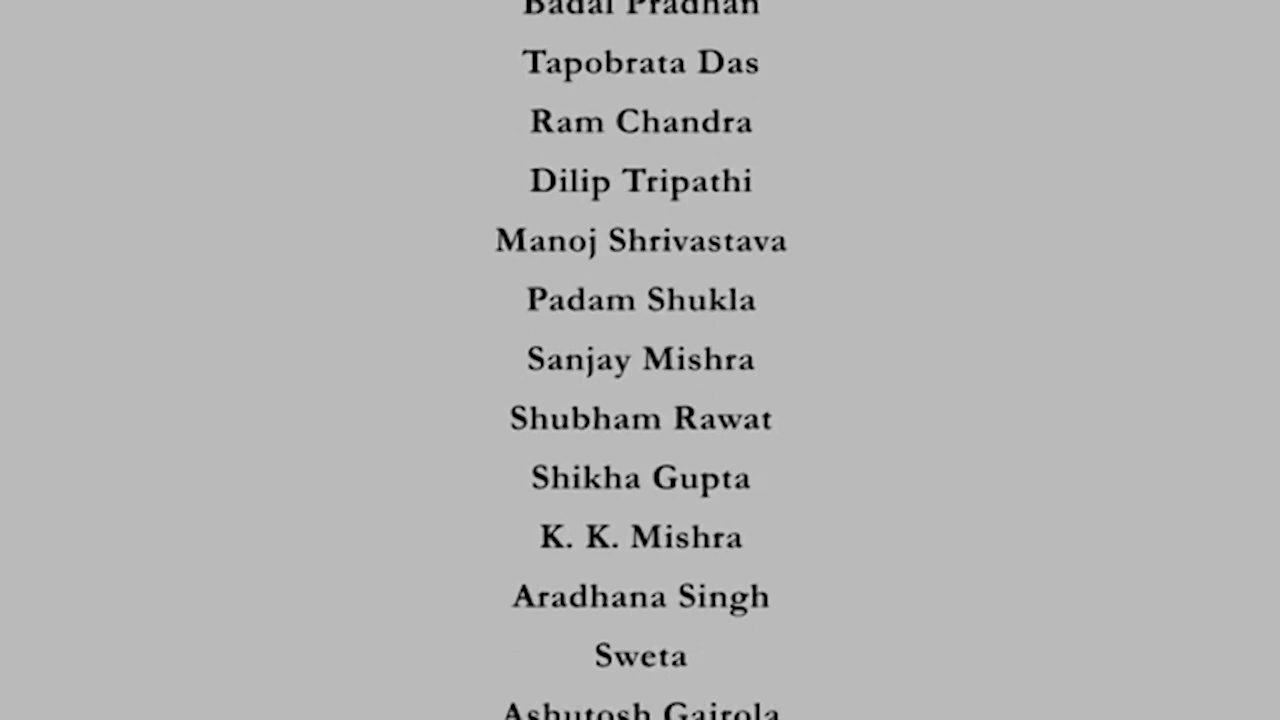 Badal Pradhan
Tapobrata Das
Ram Chandra
Dilip Tripathi
Manoj Shrivastava
Padam Shukla
Sanjay Mishra
Shubham Rawat
Shikha Gupta
K. K. Mishra
Aradhana Singh
Sweta
Ashutosh Gairola